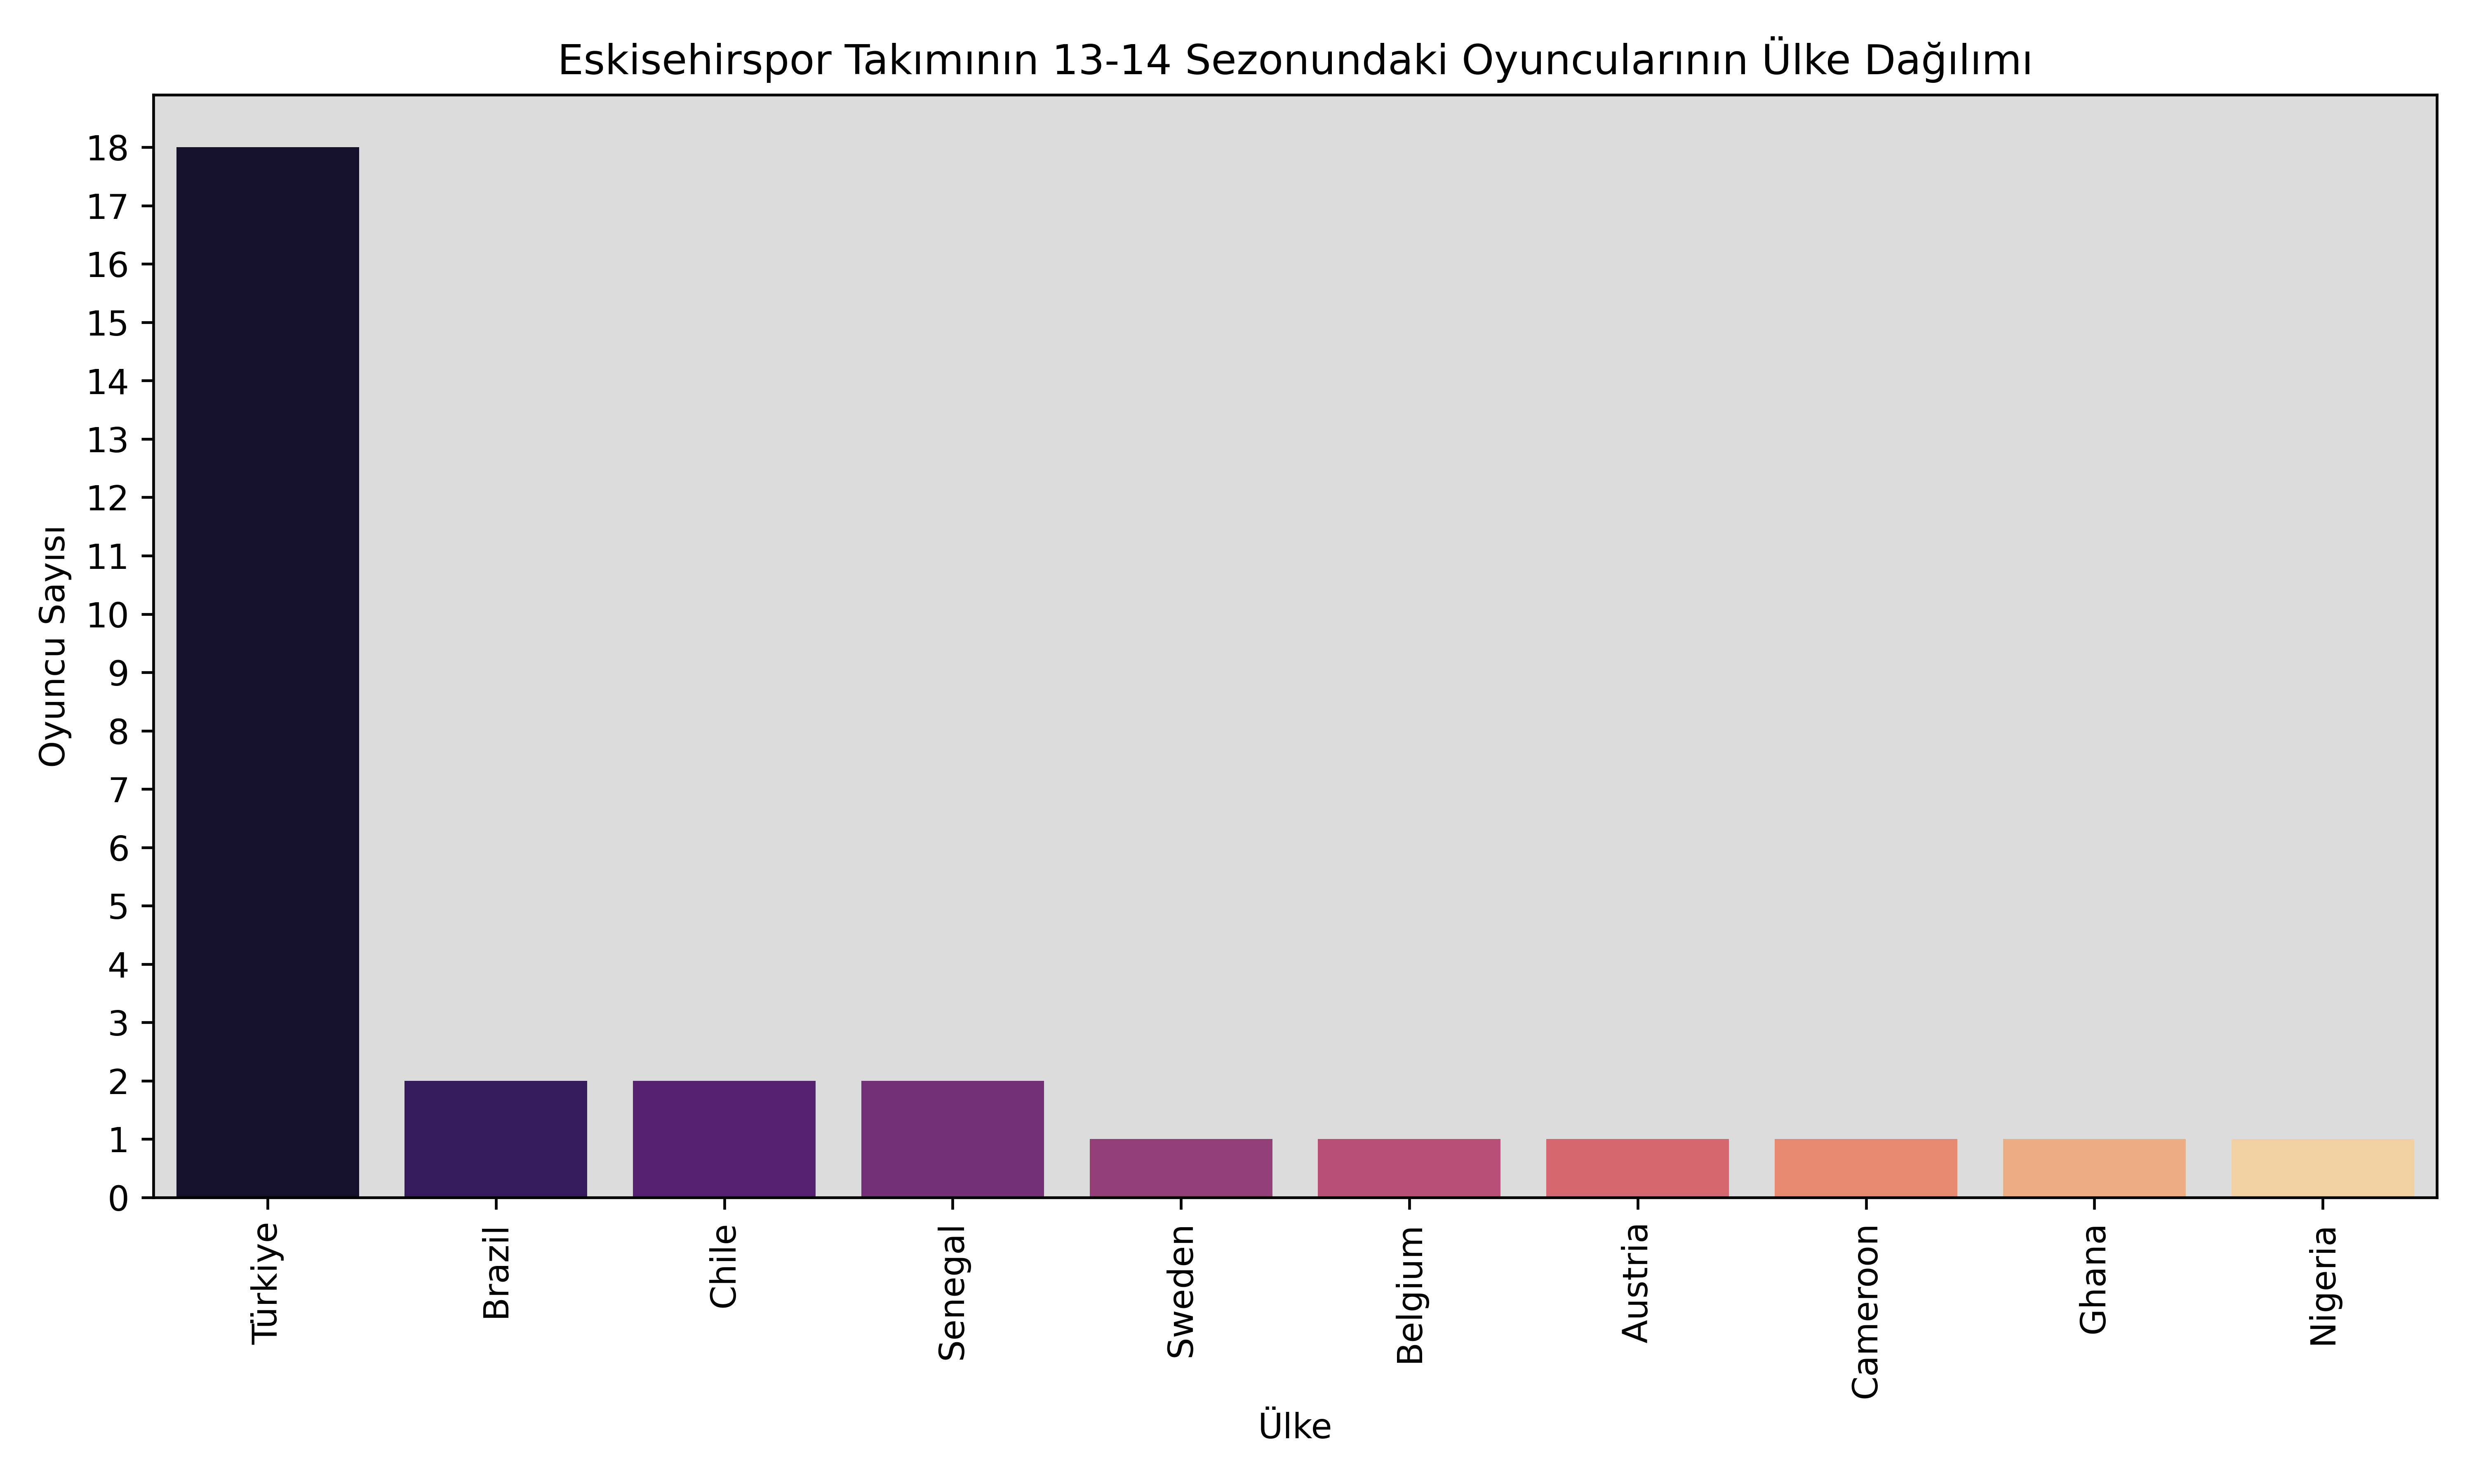 Eskisehirspor Takımının 13-14 Sezonundaki Oyuncularının Ülke Dağılımı
Oyuncu Sayısı
18
17
16
15
14
13
12
11
10
9
8
7
6
5
4
3
2
1
0
Türkiye
Brazil
Chile
Senegal
Sweden
Belgium
Austria
Cameroon
Ghana
Nigeria
Ülke